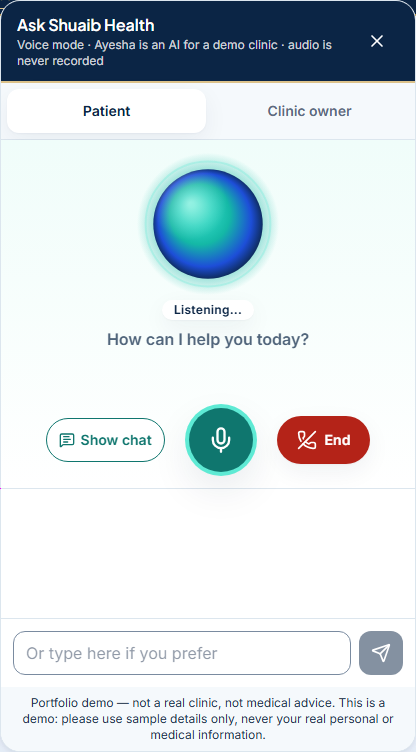 Ask Shuaib Health
Voice mode · Ayesha is an AI for a demo clinic · audio is
never recorded
Patient
Clinic owner
Listening...
How can I help you today?
Show chat
End
Or type here if you prefer
Portfolio demo — not a real clinic, not medical advice. This is a
demo: please use sample details only, never your real personal or
medical information.